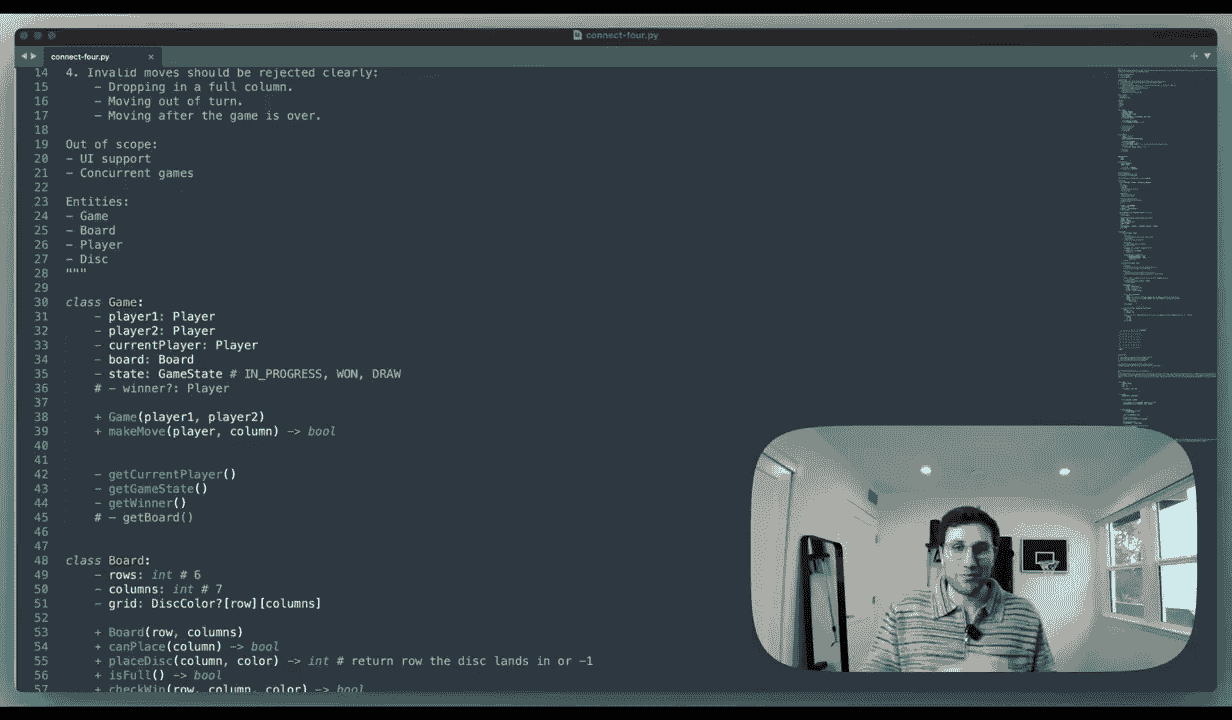 connect-four.py
connect-four.py
14 4. Invalid moves should be rejected clearly:
15 - Dropping in a full column.
16 - Moving out of turn.
17 - Moving after the game is over.
18
19 Out of scope:
20 - UI support
21 - Concurrent games
22
23 Entities:
24 - Game
25 - Board
26 - Player
27 - Disc
28 """
29
30 class Game:
31 - player1: Player
32 - player2: Player
33 - currentPlayer: Player
34 - board: Board
35 - state: GameState # IN_PROGRESS, WON, DRAW
36 # - winner?: Player
37
38 + Game(player1, player2)
39 + makeMove(player, column) -> bool
40
41
42 - getCurrentPlayer()
43 - getGameState()
44 - getWinner()
45 # - getBoard()
46
47
48 class Board:
49 - rows: int # 6
50 - columns: int # 7
51 - grid: DiscColor?[row][columns]
52
53 + Board(row, columns)
54 + canPlace(column) -> bool
55 + placeDisc(column, color) -> int # return row the disc lands in or -1
56 + isFull() -> bool
57 + checkWin(row, column, color) -> bool